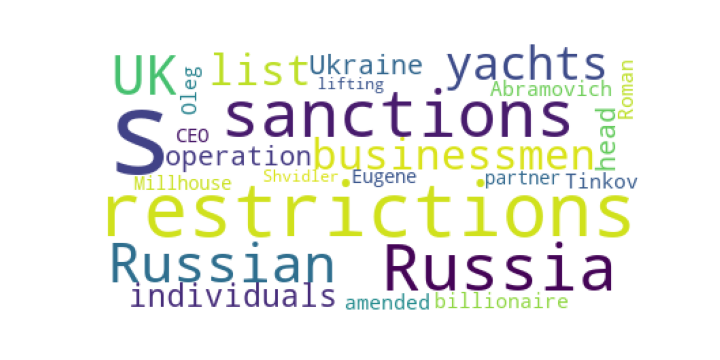 UK list Ukraine yachts
Oleg lifting Abramovich Roman
s sanctions
CEO head
operation businessmen
Millhouse Shvidler Eugene partner Tinkov
restrictions
Russian Russia
individuals amended billionaire